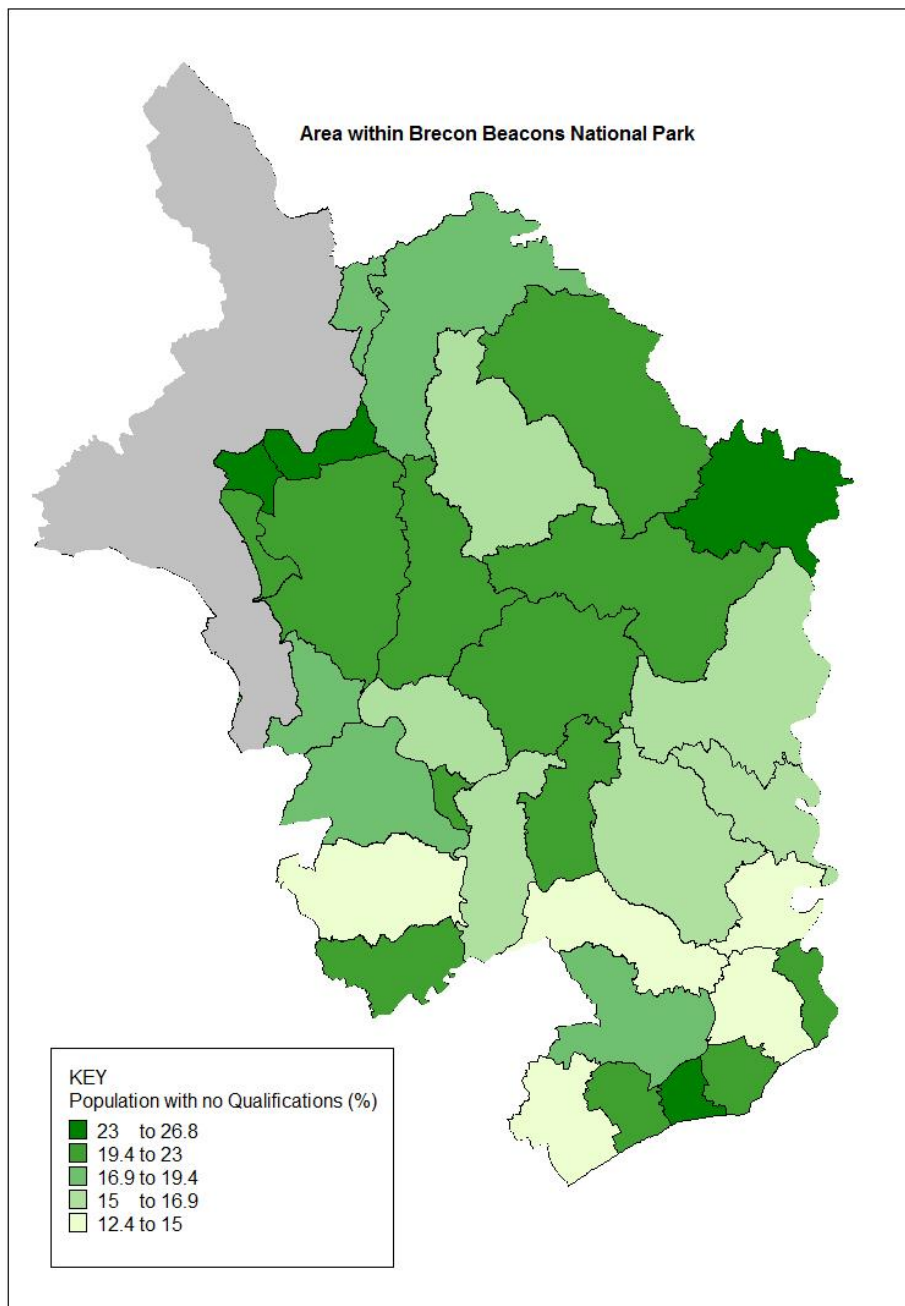 Area within Brecon Beacons National Park
KEY
Population with no Qualifications (%)
23 to 26.8
19.4 to 23
16.9 to 19.4
15 to 16.9
12.4 to 15